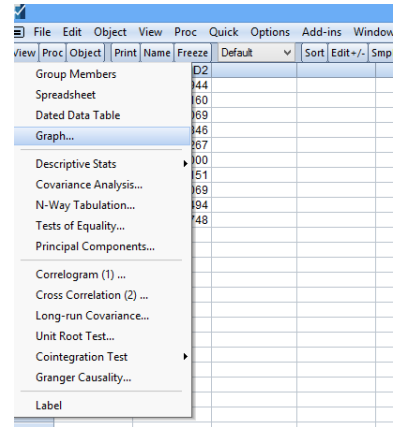 File Edit Object View Proc Quick Options Add-ins Window
View Proc Object Print Name Freeze Default Sort Edit+/- Smp
Group Members D2
944
Spreadsheet 160
Dated Data Table 069
Graph... 346
267
Descriptive Stats 000
Covariance Analysis... 151
069
N-Way Tabulation... 494
Tests of Equality... 748
Principal Components...
Correlogram (1) ...
Cross Correlation (2) ...
Long-run Covariance...
Unit Root Test...
Cointegration Test
Granger Causality...
Label